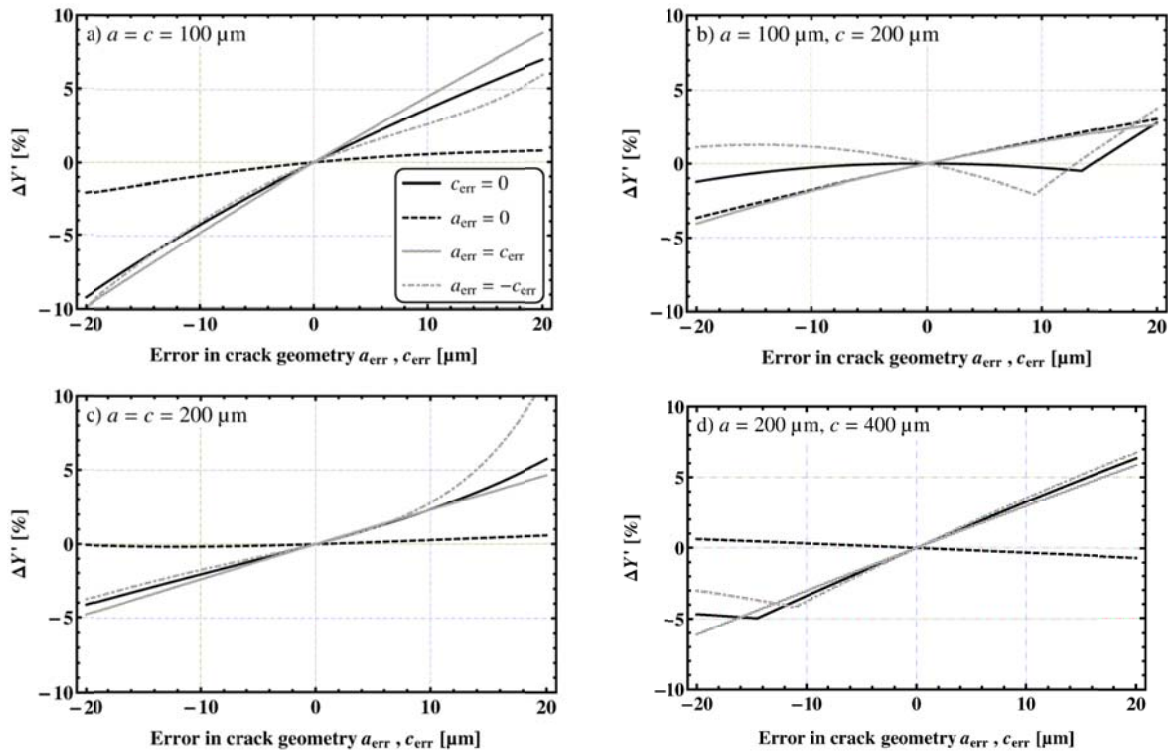 a) a = c = 100 µm
10
5
0
−5
−10
ΔY' [%]
c_err = 0
a_err = 0
a_err = c_err
a_err = −c_err
−20
−10
0
10
20
Error in crack geometry a_err , c_err [µm]
b) a = 100 µm, c = 200 µm
10
5
0
−5
−10
ΔY' [%]
−20
−10
0
10
20
Error in crack geometry a_err , c_err [µm]
c) a = c = 200 µm
10
5
0
−5
−10
ΔY' [%]
−20
−10
0
10
20
Error in crack geometry a_err , c_err [µm]
d) a = 200 µm, c = 400 µm
10
5
0
−5
−10
ΔY' [%]
−20
−10
0
10
20
Error in crack geometry a_err , c_err [µm]